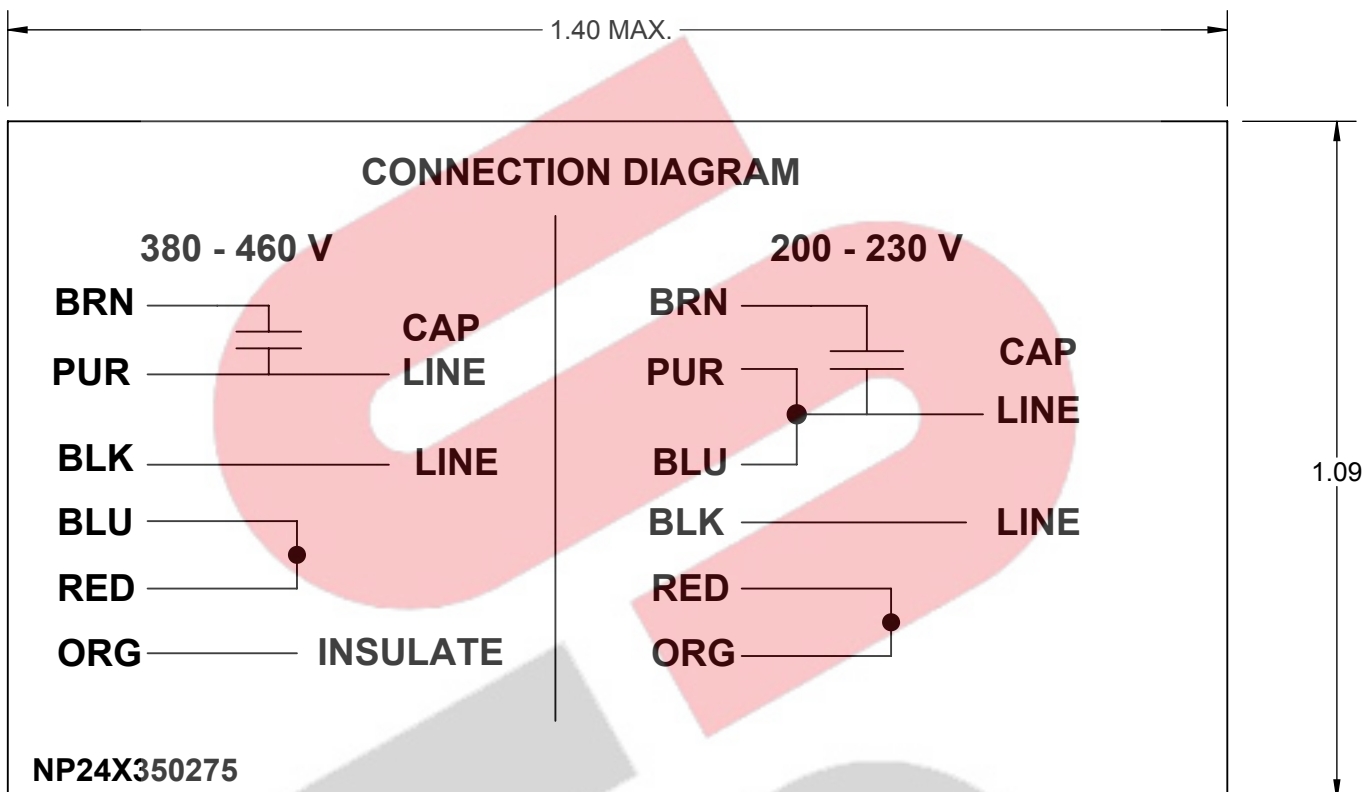 1.40 MAX.
CONNECTION DIAGRAM
380 - 460 V
BRN
CAP
PUR
LINE
BLK
LINE
BLU
RED
ORG
INSULATE
200 - 230 V
BRN
CAP
PUR
LINE
BLU
BLK
LINE
RED
ORG
1.09
NP24X350275